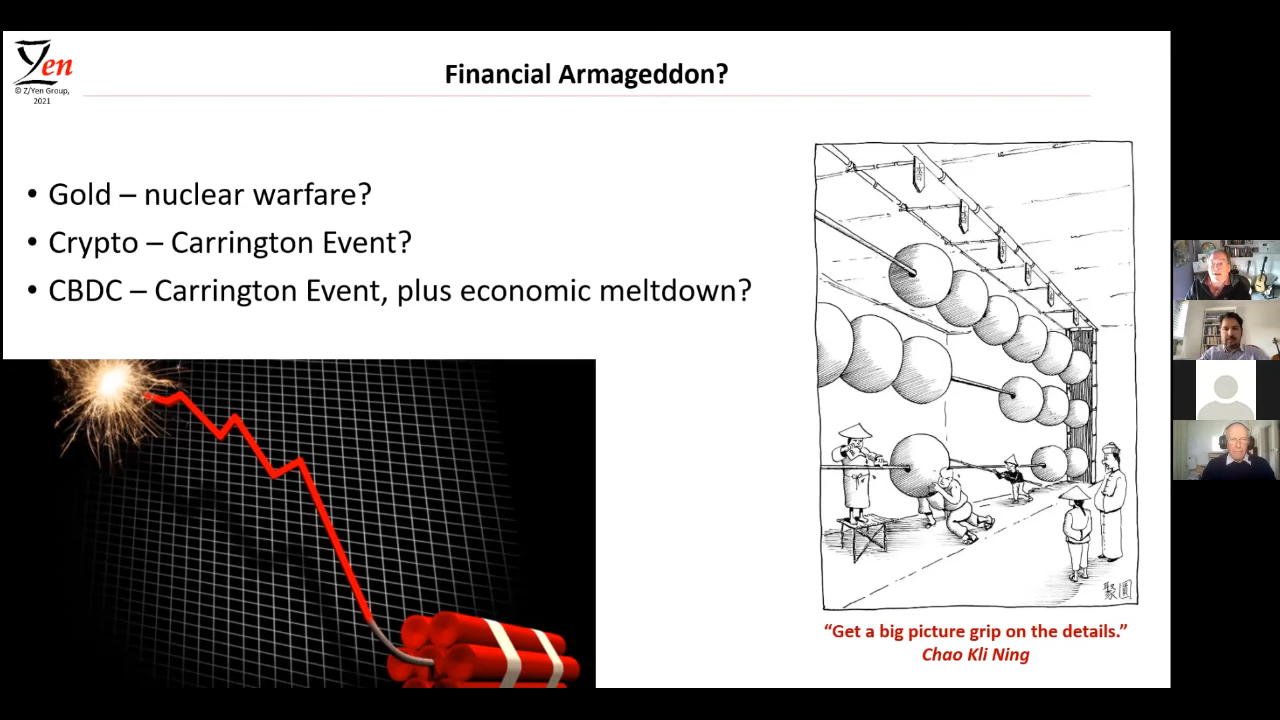 Zen
© Z/Yen Group,
2021
Financial Armageddon?
• Gold – nuclear warfare?
• Crypto – Carrington Event?
• CBDC – Carrington Event, plus economic meltdown?
“Get a big picture grip on the details.”
Chao Kli Ning